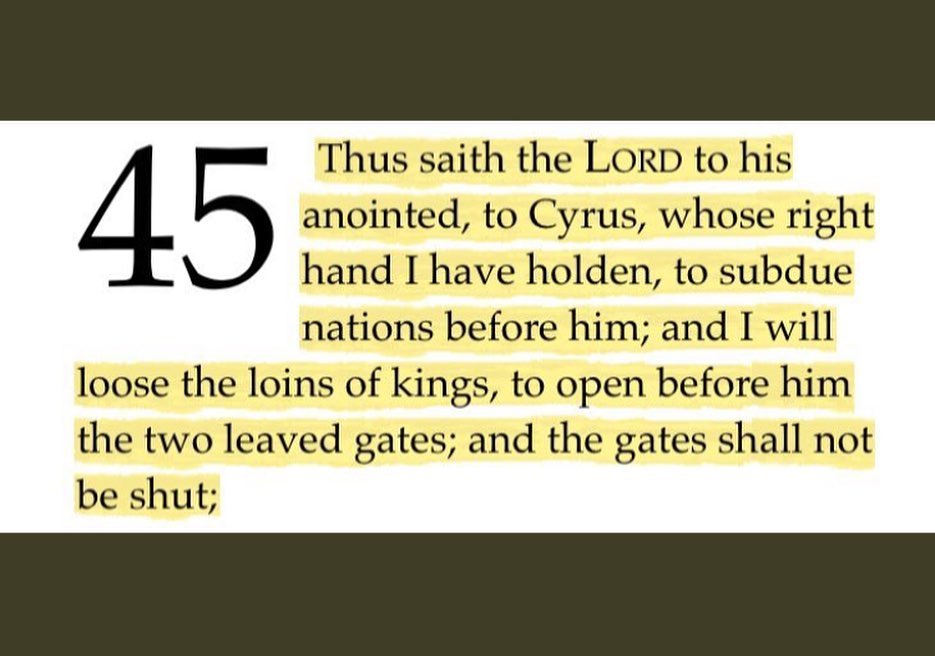 45
Thus saith the LORD to his
anointed, to Cyrus, whose right
hand I have holden, to subdue
nations before him; and I will
loose the loins of kings, to open before him
the two leaved gates; and the gates shall not
be shut;